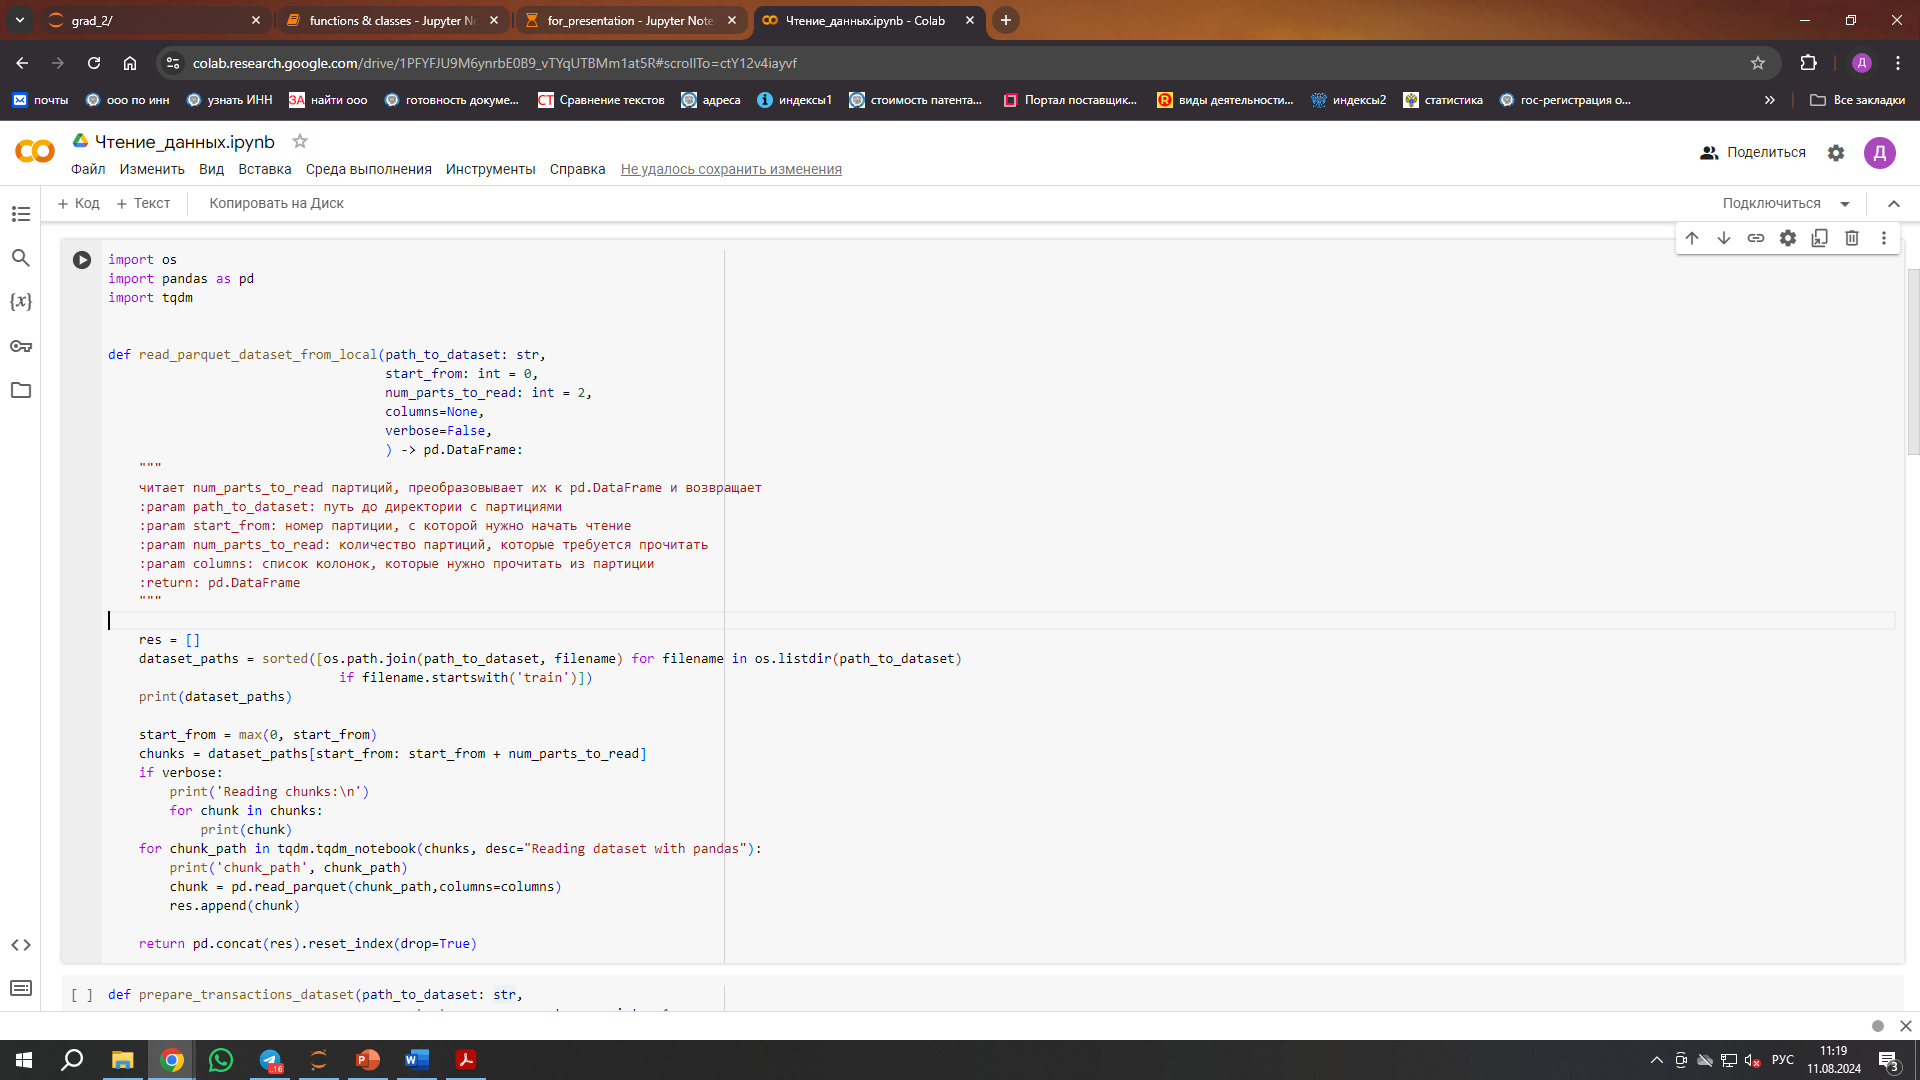 grad_2/
functions & classes - Jupyter No
for_presentation - Jupyter Note
Чтение_данных.ipynb - Colab
colab.research.google.com/drive/1PFYFJU9M6ynrbE0B9_vTYqUTBMm1at5R#scrollTo=ctY12v4iayvf
Д
почты
ооо по инн
узнать ИНН
ЗА найти ооо
готовность докуме...
СТ Сравнение текстов
адреса
индексы1
стоимость патента...
Портал поставщик...
виды деятельности...
индексы2
статистика
гос-регистрация о...
Все закладки
Чтение_данных.ipynb
Файл Изменить Вид Вставка Среда выполнения Инструменты Справка Не удалось сохранить изменения
Поделиться
Д
+ Код + Текст Копировать на Диск
Подключиться
import os
import pandas as pd
import tqdm
def read_parquet_dataset_from_local(path_to_dataset: str,
start_from: int = 0,
num_parts_to_read: int = 2,
columns=None,
verbose=False,
) -> pd.DataFrame:
"""
читает num_parts_to_read партиций, преобразовывает их к pd.DataFrame и возвращает
:param path_to_dataset: путь до директории с партициями
:param start_from: номер партиции, с которой нужно начать чтение
:param num_parts_to_read: количество партиций, которые требуется прочитать
:param columns: список колонок, которые нужно прочитать из партиции
:return: pd.DataFrame
"""
res = []
dataset_paths = sorted([os.path.join(path_to_dataset, filename) for filename in os.listdir(path_to_dataset)
if filename.startswith('train')])
print(dataset_paths)
start_from = max(0, start_from)
chunks = dataset_paths[start_from: start_from + num_parts_to_read]
if verbose:
print('Reading chunks:\n')
for chunk in chunks:
print(chunk)
for chunk_path in tqdm.tqdm_notebook(chunks, desc="Reading dataset with pandas"):
print('chunk_path', chunk_path)
chunk = pd.read_parquet(chunk_path,columns=columns)
res.append(chunk)
return pd.concat(res).reset_index(drop=True)
[ ] def prepare_transactions_dataset(path_to_dataset: str,
..16
РУС
11:19
11.08.2024
3